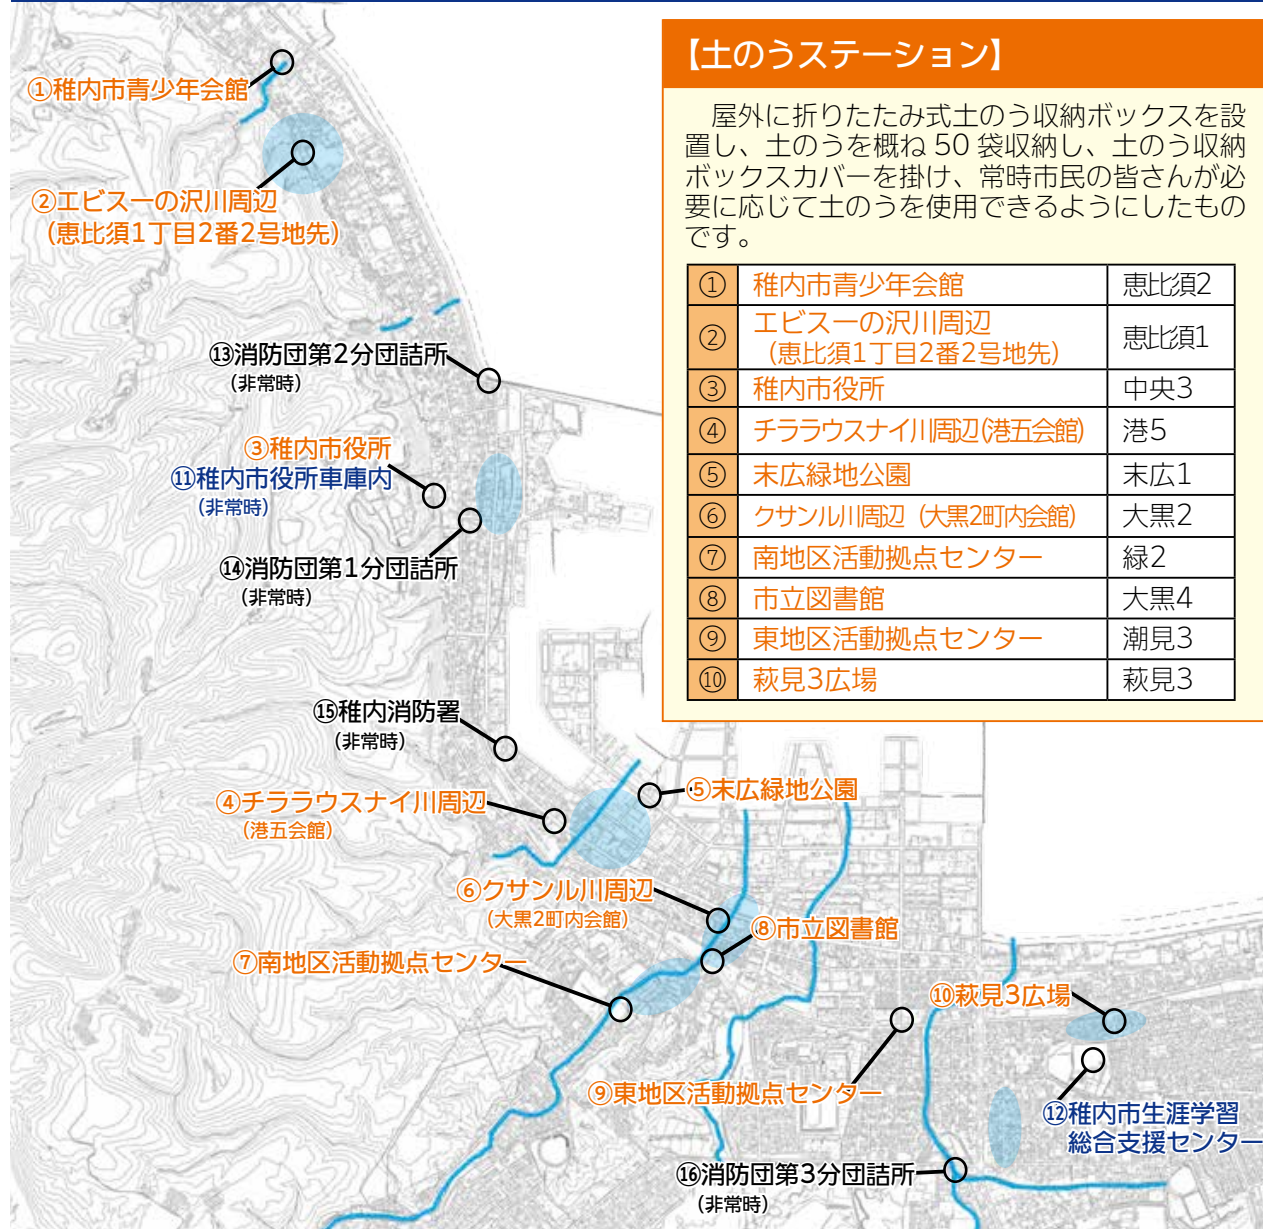 【土のうステーション】
屋外に折りたたみ式土のう収納ボックスを設
置し、土のうを概ね 50 袋収納し、土のう収納
ボックスカバーを掛け、常時市民の皆さんが必
要に応じて土のうを使用できるようにしたもの
です。
① 稚内市青少年会館 恵比須2
② エビスーの沢川周辺 恵比須1
（恵比須1丁目2番2号地先）
③ 稚内市役所 中央3
④ チララウスナイ川周辺(港五会館) 港5
⑤ 末広緑地公園 末広1
⑥ クサンル川周辺（大黒2町内会館） 大黒2
⑦ 南地区活動拠点センター 緑2
⑧ 市立図書館 大黒4
⑨ 東地区活動拠点センター 潮見3
⑩ 萩見3広場 萩見3
①稚内市青少年会館
②エビスーの沢川周辺
（恵比須1丁目2番2号地先）
⑬消防団第2分団詰所
（非常時）
③稚内市役所
⑪稚内市役所車庫内
（非常時）
⑭消防団第1分団詰所
（非常時）
⑮稚内消防署
（非常時）
④チララウスナイ川周辺
（港五会館）
⑤末広緑地公園
⑥クサンル川周辺
（大黒2町内会館）
⑧市立図書館
⑦南地区活動拠点センター
⑩萩見3広場
⑨東地区活動拠点センター
⑫稚内市生涯学習
総合支援センター
⑯消防団第3分団詰所
（非常時）